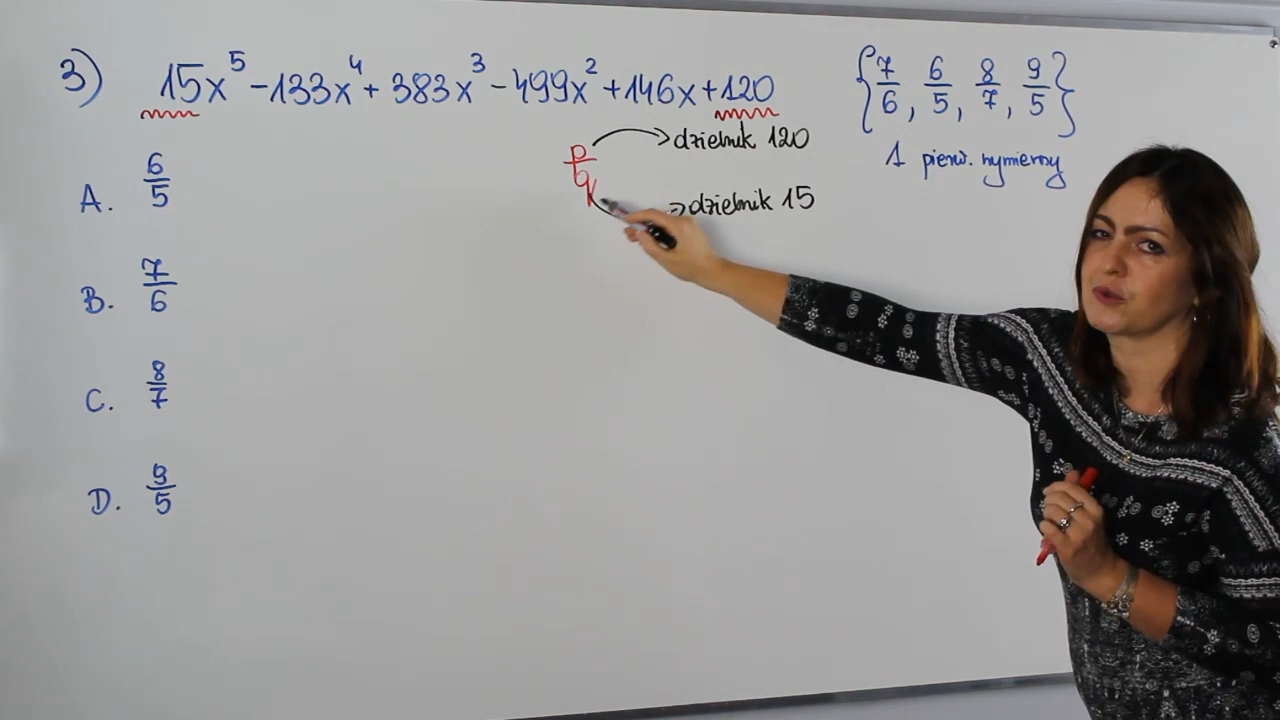 3) 15x⁵ - 133x⁴ + 383x³ - 499x² + 146x + 120
{7/6, 6/5, 8/7, 9/5}
1 pierw. wymierny
p/q
dzielnik 120
dzielnik 15
A. 6/5
B. 7/6
C. 8/7
D. 9/5